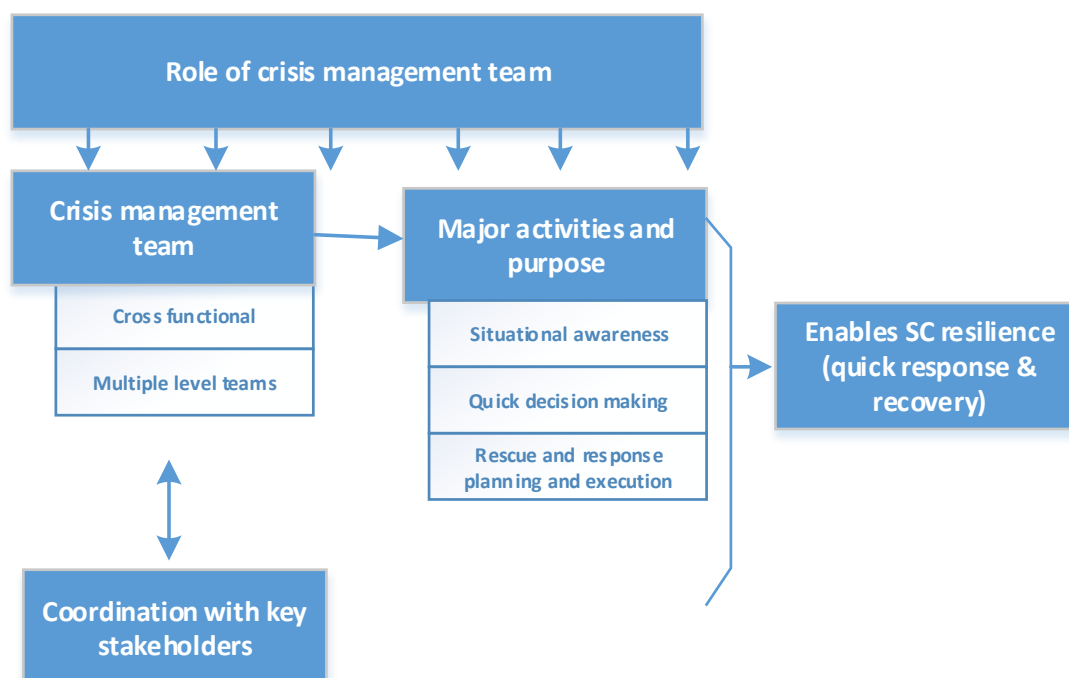 Role of crisis management team
Crisis management
team
Cross functional
Multiple level teams
Major activities and
purpose
Situational awareness
Quick decision making
Rescue and response
planning and execution
Enables SC resilience
(quick response &
recovery)
Coordination with key
stakeholders